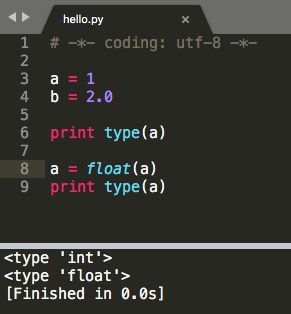 hello.py
1 # -*- coding: utf-8 -*-
2
3 a = 1
4 b = 2.0
5
6 print type(a)
7
8 a = float(a)
9 print type(a)
<type 'int'>
<type 'float'>
[Finished in 0.0s]